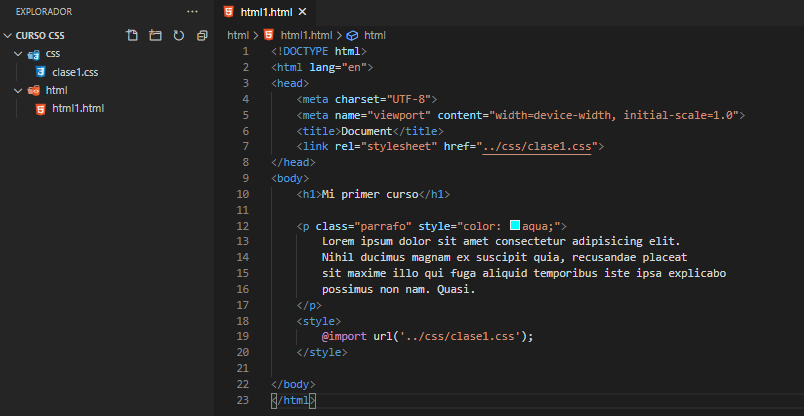 EXPLORADOR ...
CURSO CSS
css
clase1.css
html
html1.html
html1.html
html > html1.html > html
1 <!DOCTYPE html>
2 <html lang="en">
3 <head>
4 <meta charset="UTF-8">
5 <meta name="viewport" content="width=device-width, initial-scale=1.0">
6 <title>Document</title>
7 <link rel="stylesheet" href="../css/clase1.css">
8 </head>
9 <body>
10 <h1>Mi primer curso</h1>
11
12 <p class="parrafo" style="color: aqua;">
13 Lorem ipsum dolor sit amet consectetur adipisicing elit.
14 Nihil ducimus magnam ex suscipit quia, recusandae placeat
15 sit maxime illo qui fuga aliquid temporibus iste ipsa explicabo
16 possimus non nam. Quasi.
17 </p>
18 <style>
19 @import url('../css/clase1.css');
20 </style>
21
22 </body>
23 </html>